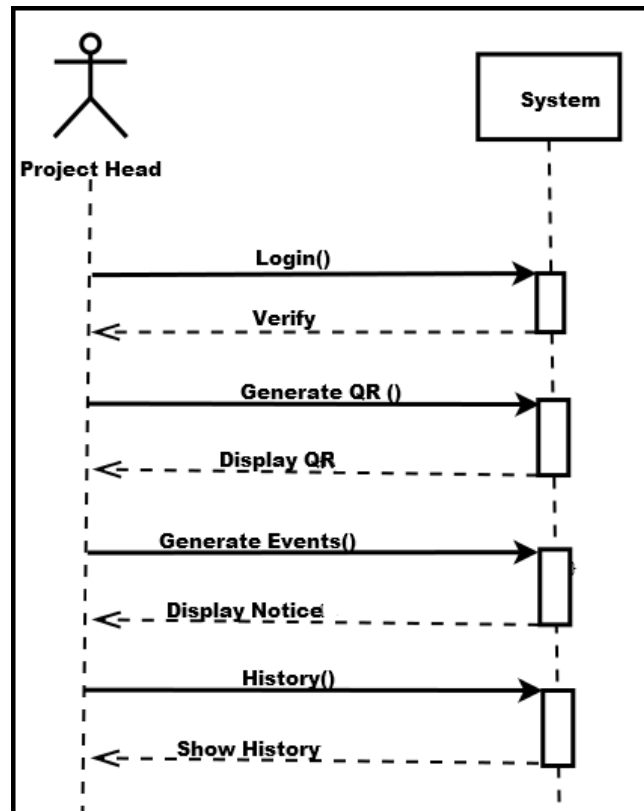 System
Project Head
Login()
Verify
Generate QR ()
Display QR
Generate Events()
Display Notice
History()
Show History